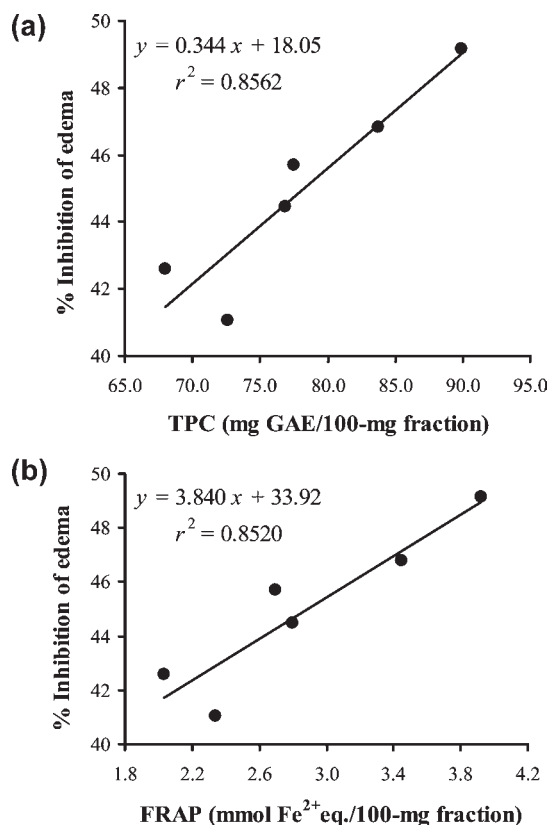 (a)
50
48
46
44
42
40
% Inhibition of edema
y = 0.344 x + 18.05
r² = 0.8562
65.0 70.0 75.0 80.0 85.0 90.0 95.0
TPC (mg GAE/100-mg fraction)
(b)
50
48
46
44
42
40
% Inhibition of edema
y = 3.840 x + 33.92
r² = 0.8520
1.8 2.2 2.6 3.0 3.4 3.8 4.2
FRAP (mmol Fe²⁺eq./100-mg fraction)